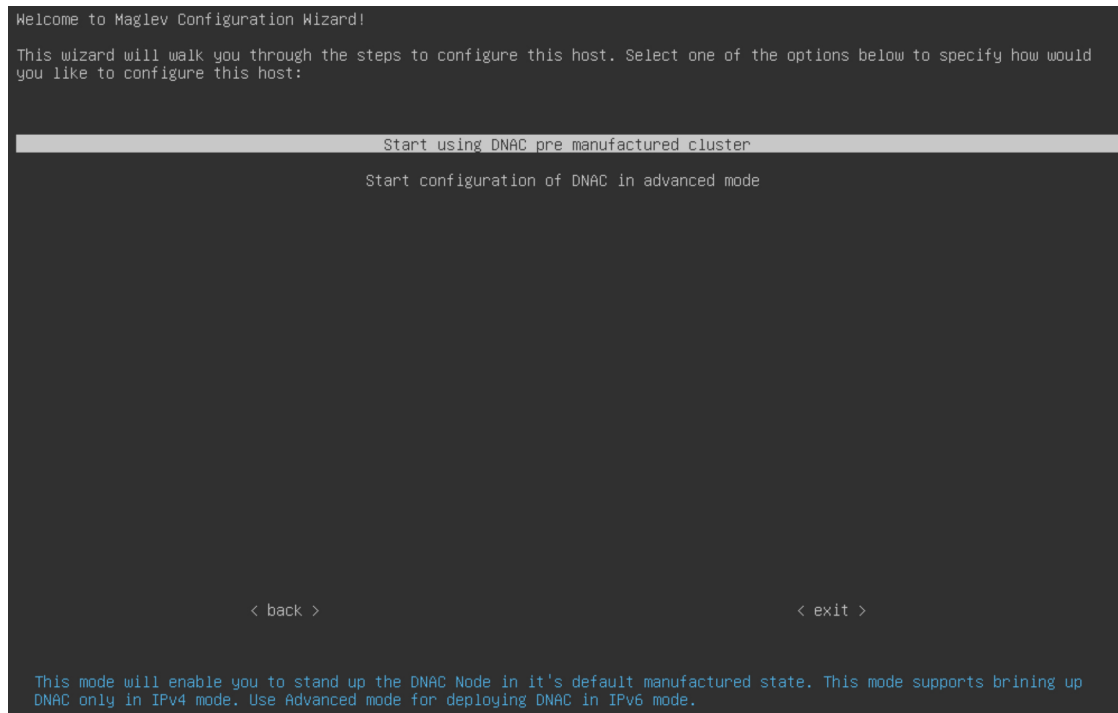 Welcome to Maglev Configuration Wizard!
This wizard will walk you through the steps to configure this host. Select one of the options below to specify how would
you like to configure this host:
Start using DNAC pre manufactured cluster
Start configuration of DNAC in advanced mode
< back >
< exit >
This mode will enable you to stand up the DNAC Node in it's default manufactured state. This mode supports brining up
DNAC only in IPv4 mode. Use Advanced mode for deploying DNAC in IPv6 mode.